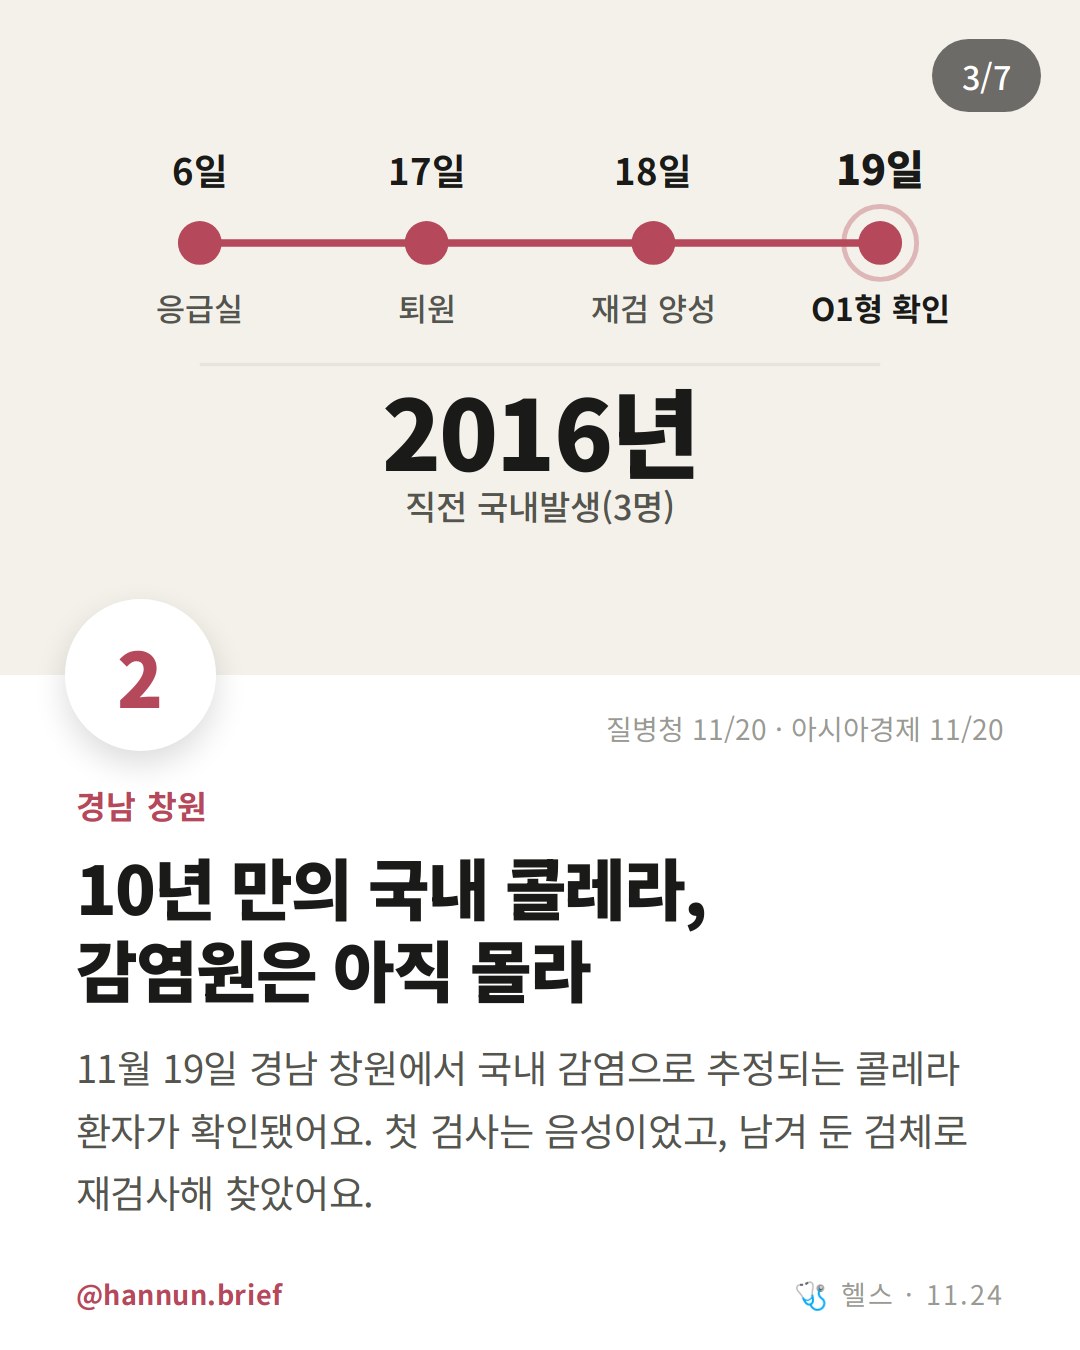 3/7
6일 17일 18일 19일
응급실 퇴원 재검 양성 O1형 확인
2016년
직전 국내발생(3명)
2
질병청 11/20 · 아시아경제 11/20
경남 창원
10년 만의 국내 콜레라,
감염원은 아직 몰라
11월 19일 경남 창원에서 국내 감염으로 추정되는 콜레라
환자가 확인됐어요. 첫 검사는 음성이었고, 남겨 둔 검체로
재검사해 찾았어요.
@hannun.brief
🩺 헬스 · 11.24